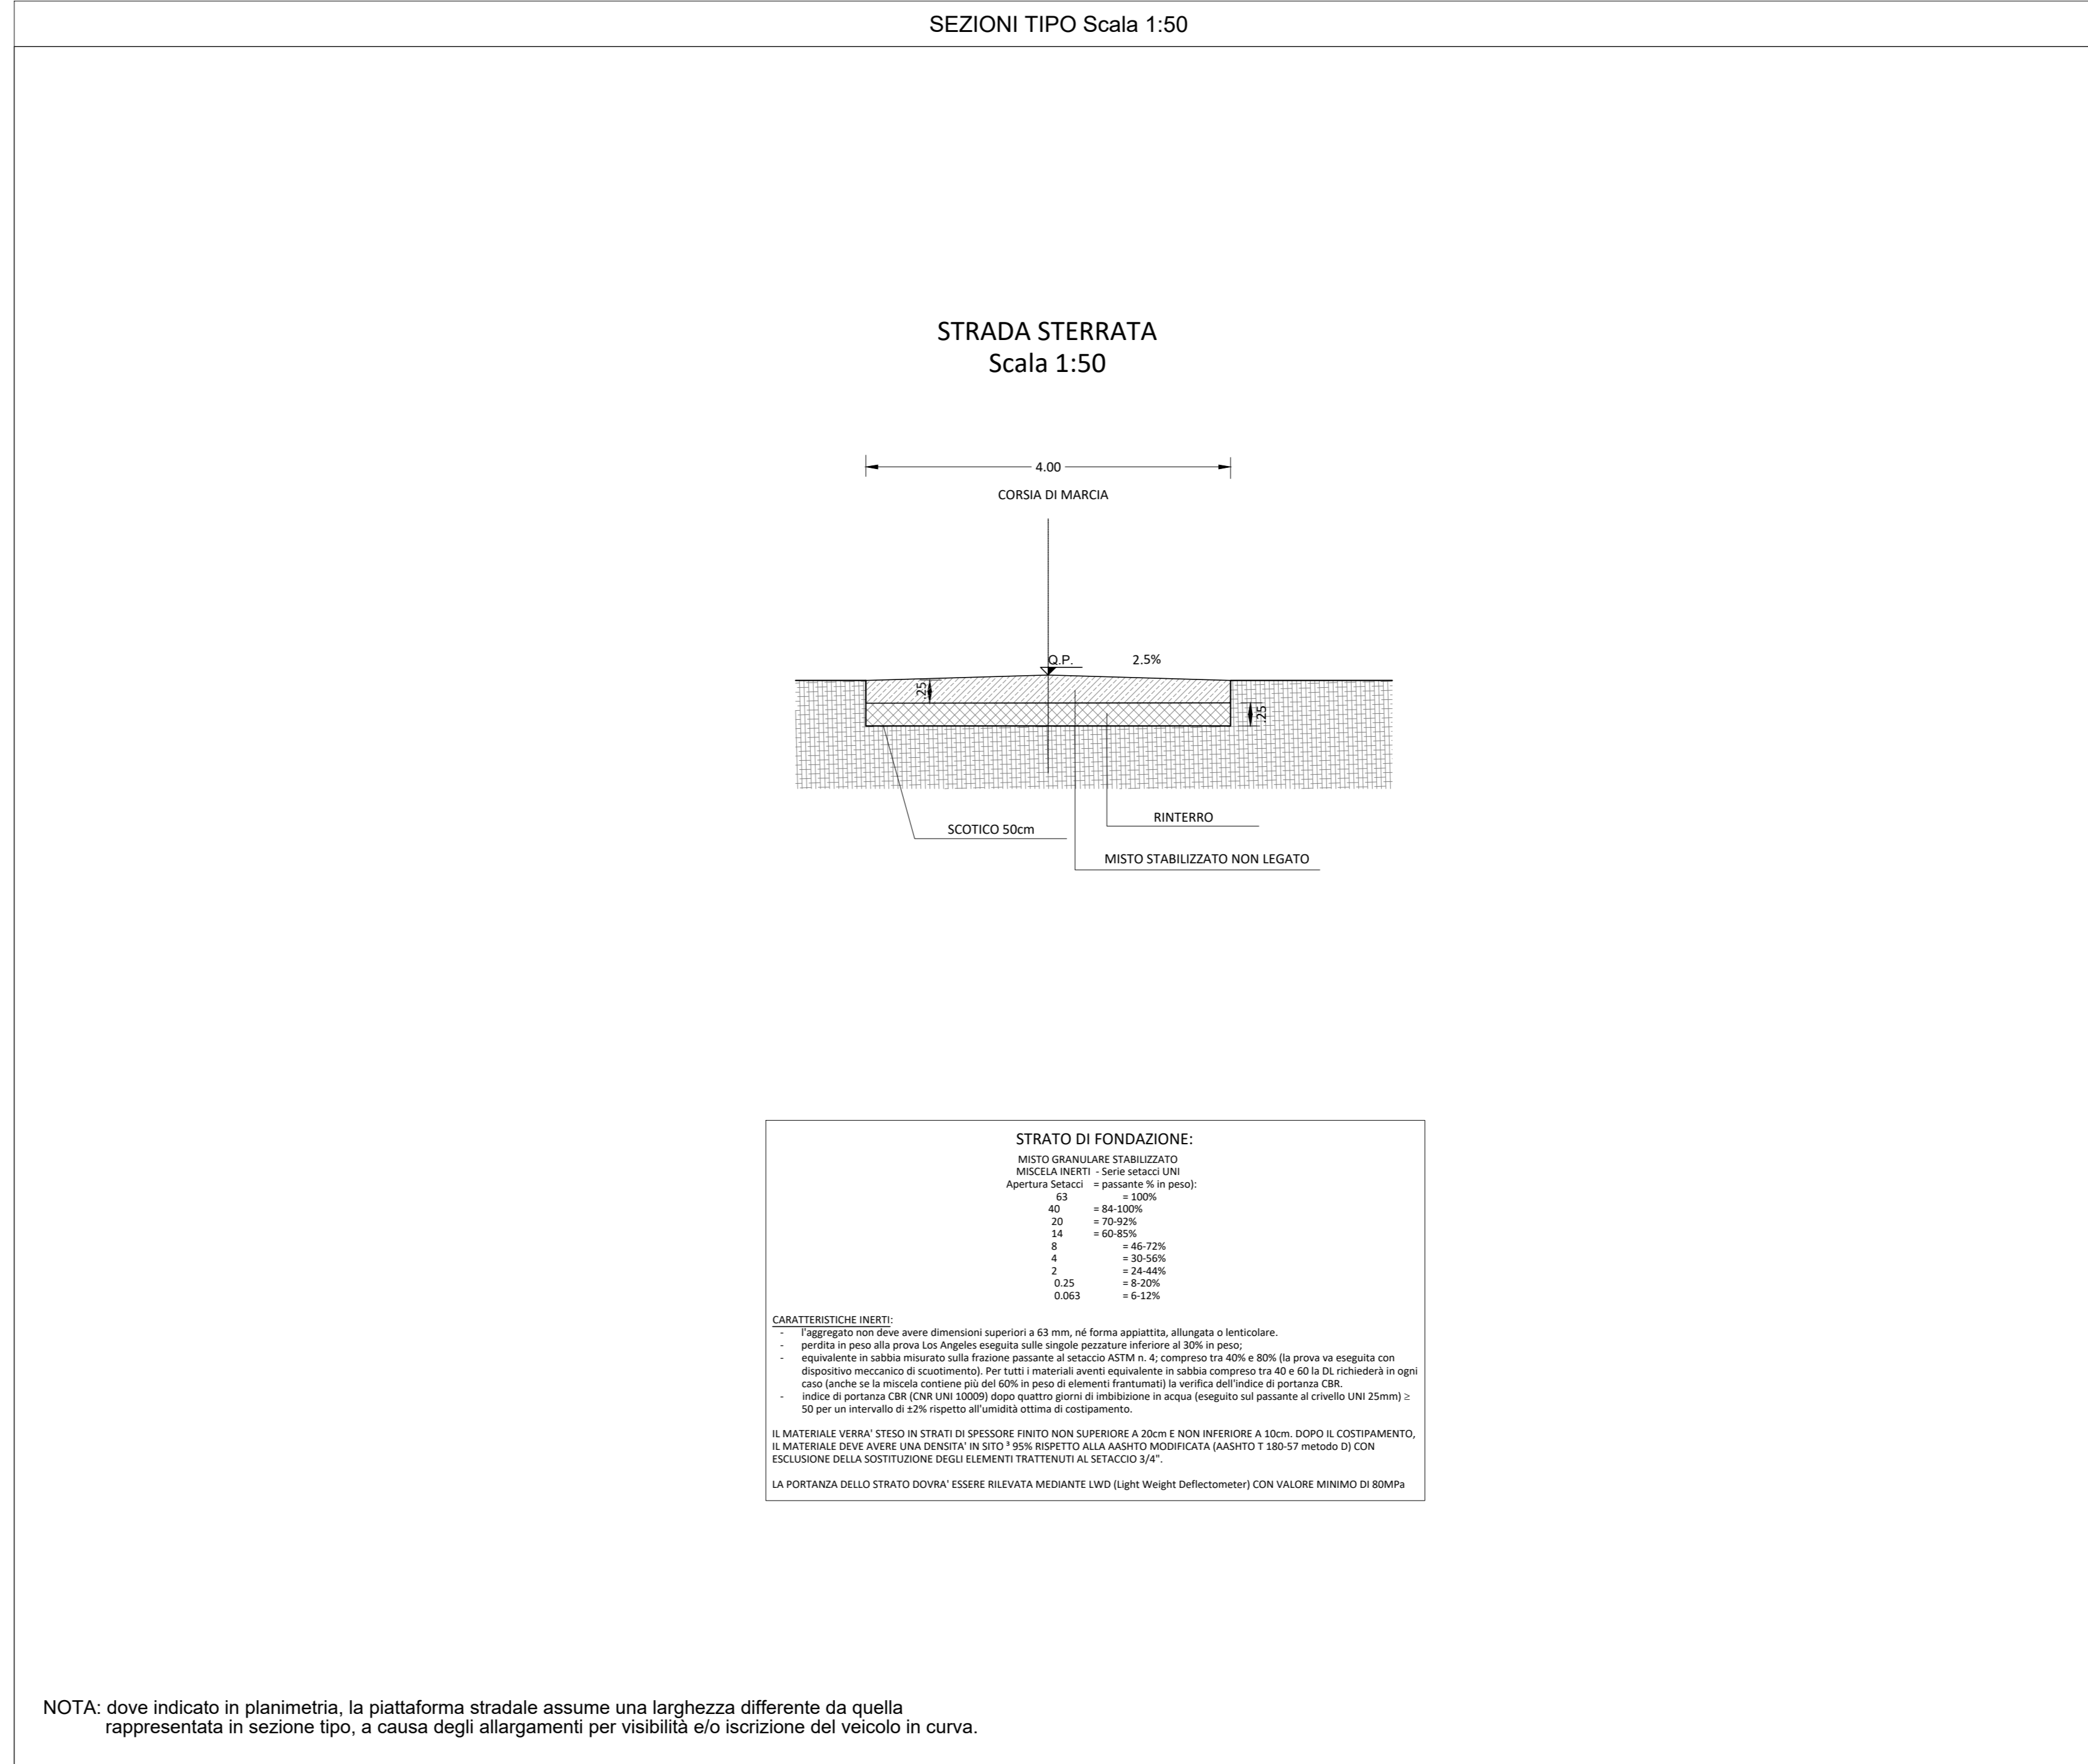 SEZIONI TIPO Scala 1:50
STRADA STERRATA
Scala 1:50
4.00
CORSIA DI MARCIA
Q.P.
2.5%
.25
.25
RINTERRO
SCOTICO 50cm
MISTO STABILIZZATO NON LEGATO
STRATO DI FONDAZIONE:
MISTO GRANULARE STABILIZZATO
MISCELA INERTI - Serie setacci UNI
Apertura Setacci = passante % in peso):
63 = 100%
40 = 84-100%
20 = 70-92%
14 = 60-85%
8 = 46-72%
4 = 30-56%
2 = 24-44%
0.25 = 8-20%
0.063 = 6-12%
CARATTERISTICHE INERTI:
- l'aggregato non deve avere dimensioni superiori a 63 mm, né forma appiattita, allungata o lenticolare.
- perdita in peso alla prova Los Angeles eseguita sulle singole pezzature inferiore al 30% in peso;
- equivalente in sabbia misurato sulla frazione passante al setaccio ASTM n. 4; compreso tra 40% e 80% (la prova va eseguita con
dispositivo meccanico di scuotimento). Per tutti i materiali aventi equivalente in sabbia compreso tra 40 e 60 la DL richiederà in ogni
caso (anche se la miscela contiene più del 60% in peso di elementi frantumati) la verifica dell'indice di portanza CBR.
- indice di portanza CBR (CNR UNI 10009) dopo quattro giorni di imbibizione in acqua (eseguito sul passante al crivello UNI 25mm) ≥
50 per un intervallo di ±2% rispetto all'umidità ottima di costipamento.
IL MATERIALE VERRA' STESO IN STRATI DI SPESSORE FINITO NON SUPERIORE A 20cm E NON INFERIORE A 10cm. DOPO IL COSTIPAMENTO,
IL MATERIALE DEVE AVERE UNA DENSITA' IN SITO ³ 95% RISPETTO ALLA AASHTO MODIFICATA (AASHTO T 180-57 metodo D) CON
ESCLUSIONE DELLA SOSTITUZIONE DEGLI ELEMENTI TRATTENUTI AL SETACCIO 3/4".
LA PORTANZA DELLO STRATO DOVRA' ESSERE RILEVATA MEDIANTE LWD (Light Weight Deflectometer) CON VALORE MINIMO DI 80MPa
NOTA: dove indicato in planimetria, la piattaforma stradale assume una larghezza differente da quella
rappresentata in sezione tipo, a causa degli allargamenti per visibilità e/o iscrizione del veicolo in curva.